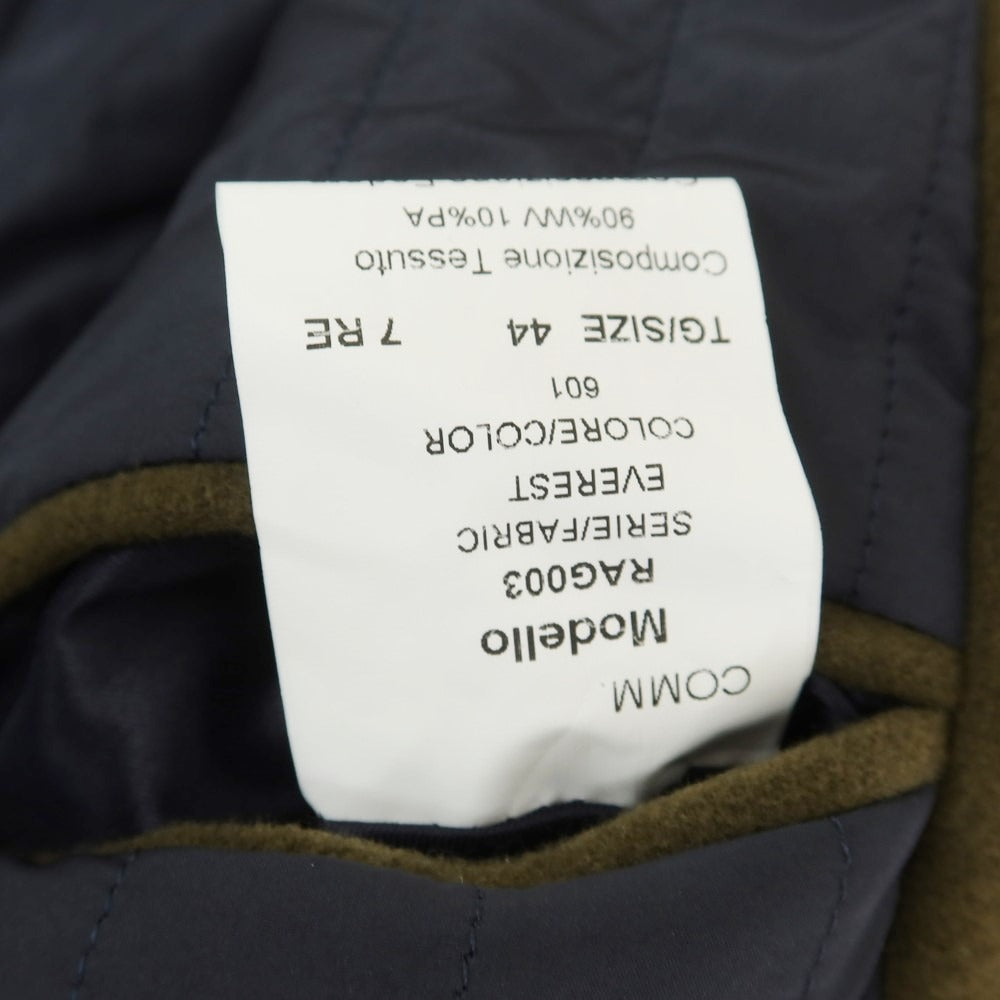 COMM.
Modello
RAG003
SERIE/FABRIC
EVEREST
COLORE/COLOR
601
TG/SIZE 44 7 RE
Composizione Tessuto
90%WV 10%PA
Composizione